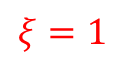 ξ = 1